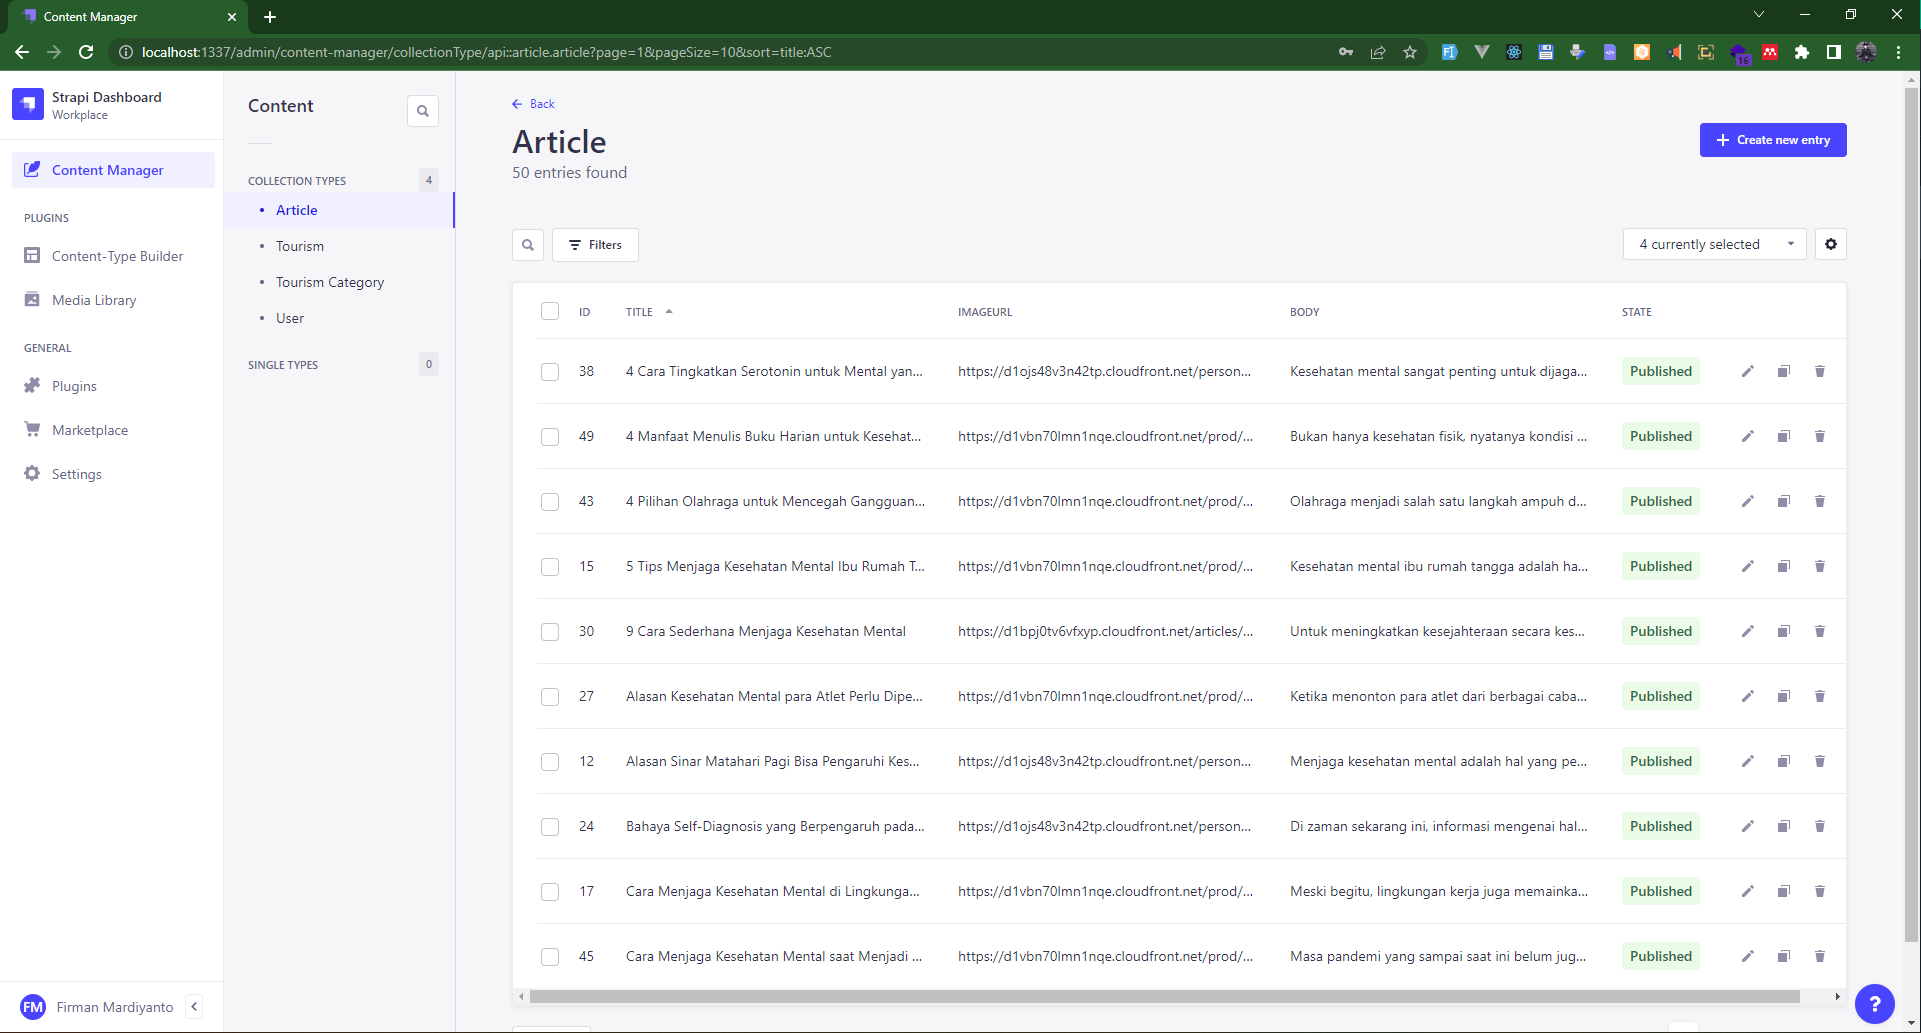 Content Manager
localhost:1337/admin/content-manager/collectionType/api::article.article?page=1&pageSize=10&sort=title:ASC
16
Strapi Dashboard
Workplace
Content Manager
PLUGINS
Content-Type Builder
Media Library
GENERAL
Plugins
Marketplace
Settings
FM Firman Mardiyanto
Content
COLLECTION TYPES 4
Article
Tourism
Tourism Category
User
SINGLE TYPES 0
Back
Article
50 entries found
Create new entry
Filters
4 currently selected
ID TITLE IMAGEURL BODY STATE
38 4 Cara Tingkatkan Serotonin untuk Mental yan... https://d1ojs48v3n42tp.cloudfront.net/person... Kesehatan mental sangat penting untuk dijaga... Published
49 4 Manfaat Menulis Buku Harian untuk Kesehat... https://d1vbn70lmn1nqe.cloudfront.net/prod/... Bukan hanya kesehatan fisik, nyatanya kondisi ... Published
43 4 Pilihan Olahraga untuk Mencegah Gangguan... https://d1vbn70lmn1nqe.cloudfront.net/prod/... Olahraga menjadi salah satu langkah ampuh d... Published
15 5 Tips Menjaga Kesehatan Mental Ibu Rumah T... https://d1vbn70lmn1nqe.cloudfront.net/prod/... Kesehatan mental ibu rumah tangga adalah ha... Published
30 9 Cara Sederhana Menjaga Kesehatan Mental https://d1bpj0tv6vfxyp.cloudfront.net/articles/... Untuk meningkatkan kesejahteraan secara kes... Published
27 Alasan Kesehatan Mental para Atlet Perlu Dipe... https://d1vbn70lmn1nqe.cloudfront.net/prod/... Ketika menonton para atlet dari berbagai caba... Published
12 Alasan Sinar Matahari Pagi Bisa Pengaruhi Kes... https://d1ojs48v3n42tp.cloudfront.net/person... Menjaga kesehatan mental adalah hal yang pe... Published
24 Bahaya Self-Diagnosis yang Berpengaruh pada... https://d1ojs48v3n42tp.cloudfront.net/person... Di zaman sekarang ini, informasi mengenai hal... Published
17 Cara Menjaga Kesehatan Mental di Lingkunga... https://d1vbn70lmn1nqe.cloudfront.net/prod/... Meski begitu, lingkungan kerja juga memainka... Published
45 Cara Menjaga Kesehatan Mental saat Menjadi ... https://d1vbn70lmn1nqe.cloudfront.net/prod/... Masa pandemi yang sampai saat ini belum jug... Published
?